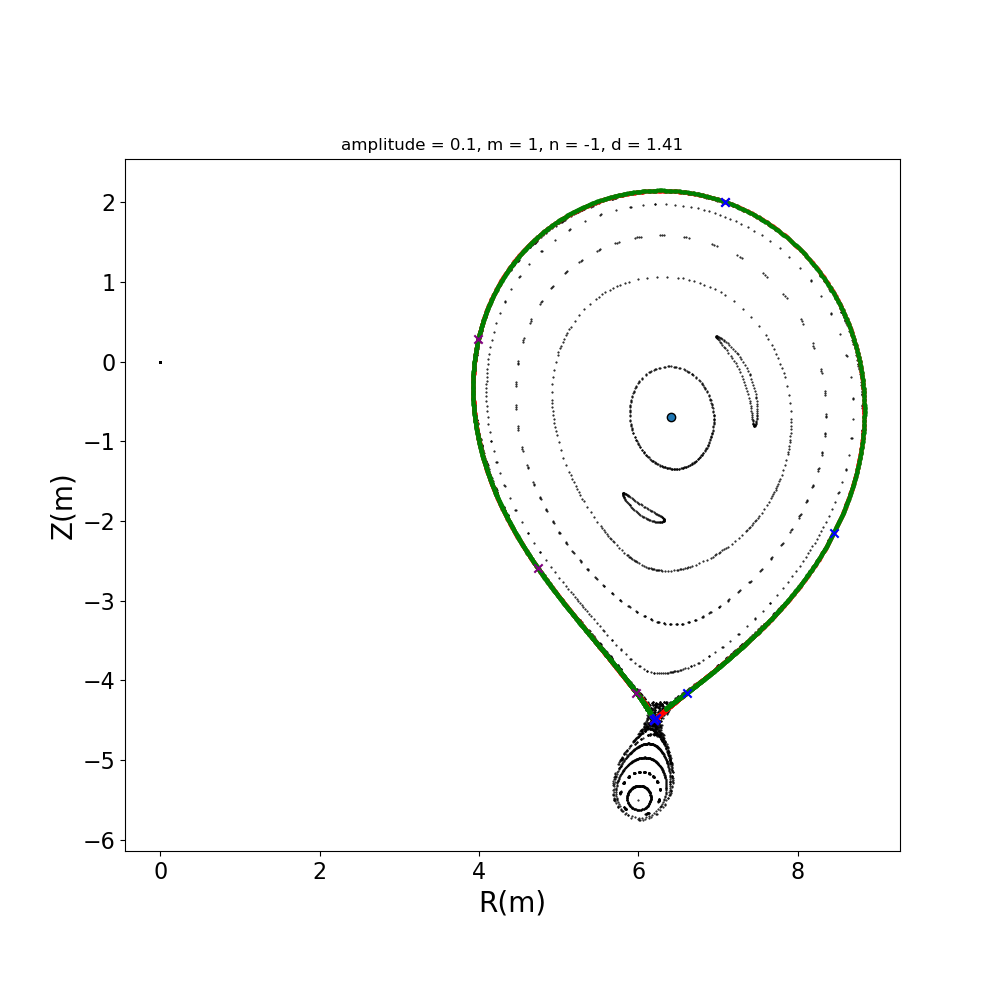 amplitude = 0.1, m = 1, n = -1, d = 1.41
2
1
0
−1
−2
−3
−4
−5
−6
Z(m)
0 2 4 6 8
R(m)